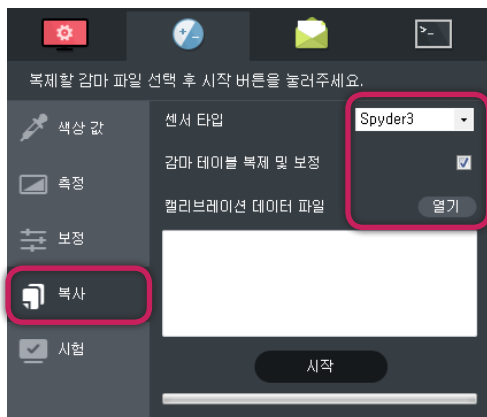 복제할 감마 파일 선택 후 시작 버튼을 눌러주세요.
색상 값
센서 타입
Spyder3
측정
감마 테이블 복제 및 보정
캘리브레이션 데이터 파일
열기
보정
복사
시험
시작